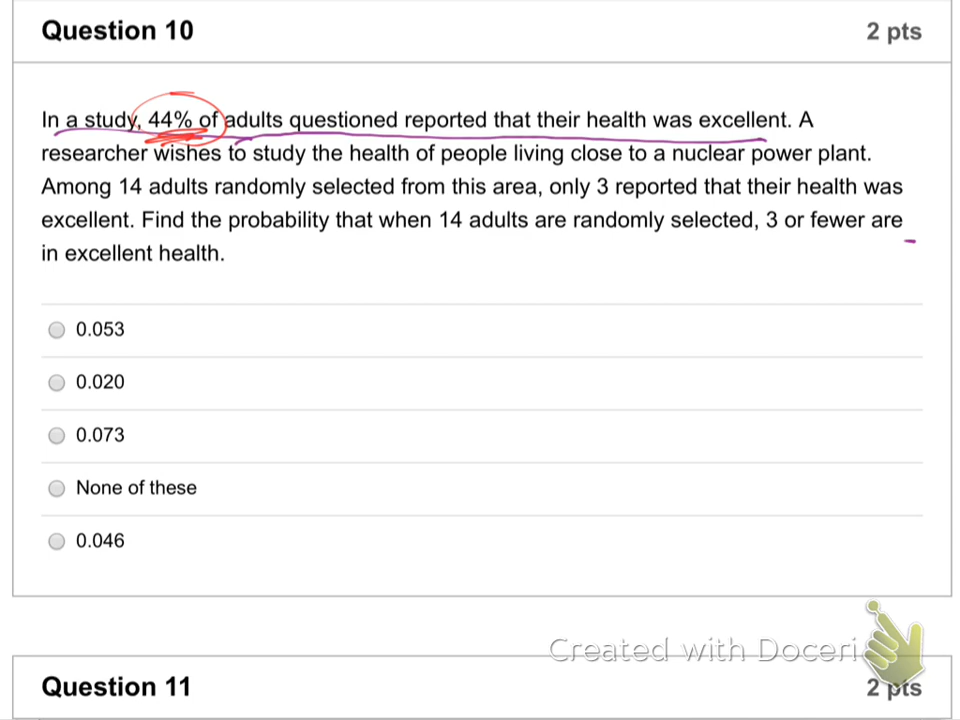 Question 10
2 pts
In a study, 44% of adults questioned reported that their health was excellent. A
researcher wishes to study the health of people living close to a nuclear power plant.
Among 14 adults randomly selected from this area, only 3 reported that their health was
excellent. Find the probability that when 14 adults are randomly selected, 3 or fewer are
in excellent health.
0.053
0.020
0.073
None of these
0.046
Created with Doceri
Question 11
2 pts